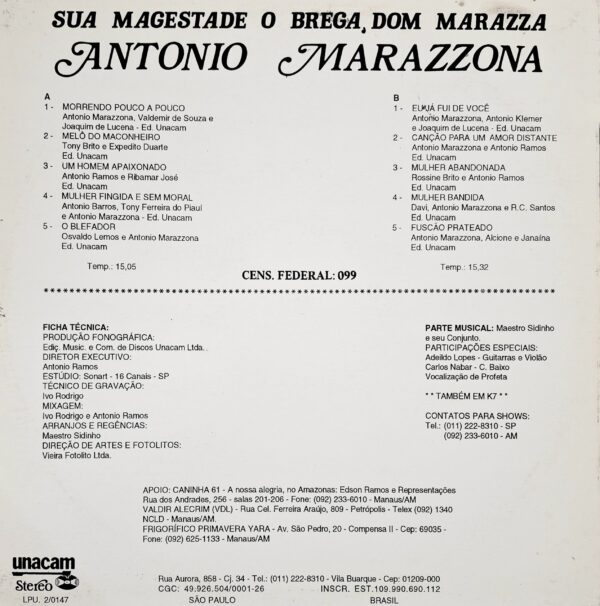 SUA MAGESTADE O BREGA, DOM MARAZZA
ANTONIO MARAZZONA
A
1 - MORRENDO POUCO A POUCO
Antonio Marazzona, Valdemir de Souza e
Joaquim de Lucena - Ed. Unacam
2 - MELÔ DO MACONHEIRO
Tony Brito e Expedito Duarte
Ed. Unacam
3 - UM HOMEM APAIXONADO
Antonio Ramos e Ribamar José
Ed. Unacam
4 - MULHER FINGIDA E SEM MORAL
Antonio Barros, Tony Ferreira do Piauí
e Antonio Marazzona - Ed. Unacam
5 - O BLEFADOR
Osvaldo Lemos e Antonio Marazzona
Ed. Unacam
Temp.: 15,05
B
1 - EU JÁ FUI DE VOCÊ
Antonio Marazzona, Antonio Klemer
e Joaquim de Lucena - Ed. Unacam
2 - CANÇÃO PARA UM AMOR DISTANTE
Antonio Marazzona e Antonio Ramos
Ed. Unacam
3 - MULHER ABANDONADA
Rossine Brito e Antonio Ramos
Ed. Unacam
4 - MULHER BANDIDA
Davi, Antonio Marazzona e R.C. Santos
Ed. Unacam
5 - FUSCÃO PRATEADO
Antonio Marazzona, Alcione e Janaína
Ed. Unacam
Temp.: 15,32
CENS. FEDERAL: 099
FICHA TÉCNICA:
PRODUÇÃO FONOGRÁFICA:
Ediç. Music. e Com. de Discos Unacam Ltda..
DIRETOR EXECUTIVO:
Antonio Ramos
ESTÚDIO: Sonart - 16 Canais - SP
TÉCNICO DE GRAVAÇÃO:
Ivo Rodrigo
MIXAGEM:
Ivo Rodrigo e Antonio Ramos
ARRANJOS E REGÊNCIAS:
Maestro Sidinho
DIREÇÃO DE ARTES E FOTOLITOS:
Vieira Fotolito Ltda.
PARTE MUSICAL: Maestro Sidinho
e seu Conjunto.
PARTICIPAÇÕES ESPECIAIS:
Adeildo Lopes - Guitarras e Violão
Carlos Nabar - C. Baixo
Vocalização de Profeta
* * TAMBÉM EM K7 * *
CONTATOS PARA SHOWS:
Tel.: (011) 222-8310 - SP
(092) 233-6010 - AM
APOIO: CANINHA 61 - A nossa alegria, no Amazonas: Edson Ramos e Representações
Rua dos Andrades, 256 - salas 201-206 - Fone: (092) 233-6010 - Manaus/AM
VALDIR ALECRIM (VDL) - Rua Cel. Ferreira Araújo, 809 - Petrópolis - Telex (092) 1340
NCLD - Manaus/AM.
FRIGORÍFICO PRIMAVERA YARA - Av. São Pedro, 20 - Compensa II - Cep: 69035 -
Fone: (092) 625-1133 - Manaus/AM
unacam
Stereo
LPU. 2/0147
Rua Aurora, 858 - Cj. 34 - Tel.: (011) 222-8310 - Vila Buarque - Cep: 01209-000
CGC: 49.926.504/0001-26 INSCR. EST.109.990.690.112
SÃO PAULO BRASIL